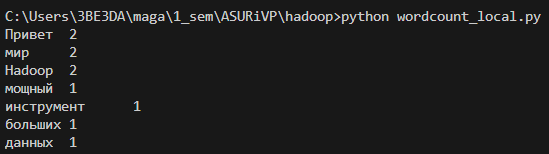 C:\Users\3BE3DA\maga\1_sem\ASURiVP\hadoop>python wordcount_local.py
Привет	2
мир	2
Hadoop	2
мощный	1
инструмент	1
больших	1
данных	1